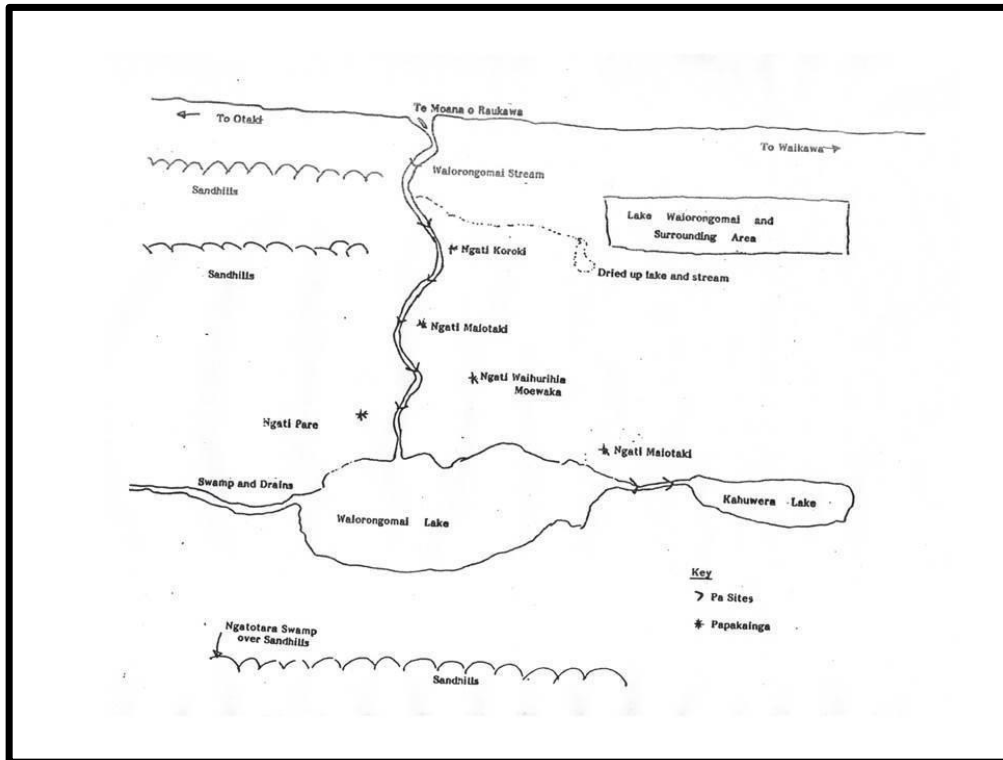 Te Moana o Raukawa
To Otaki
To Waikawa
Waiorongomai Stream
Sandhills
Lake Waiorongomai and
Surrounding Area
Ngati Koroki
Sandhills
Dried up lake and stream
Ngati Maiotaki
Ngati Waihurihia
Moewaka
Ngati Pare
Ngati Maiotaki
Swamp and Drains
Kahuwera Lake
Waiorongomai Lake
Key
Pa Sites
Papakainga
Ngatotara Swamp
over Sandhills
Sandhills